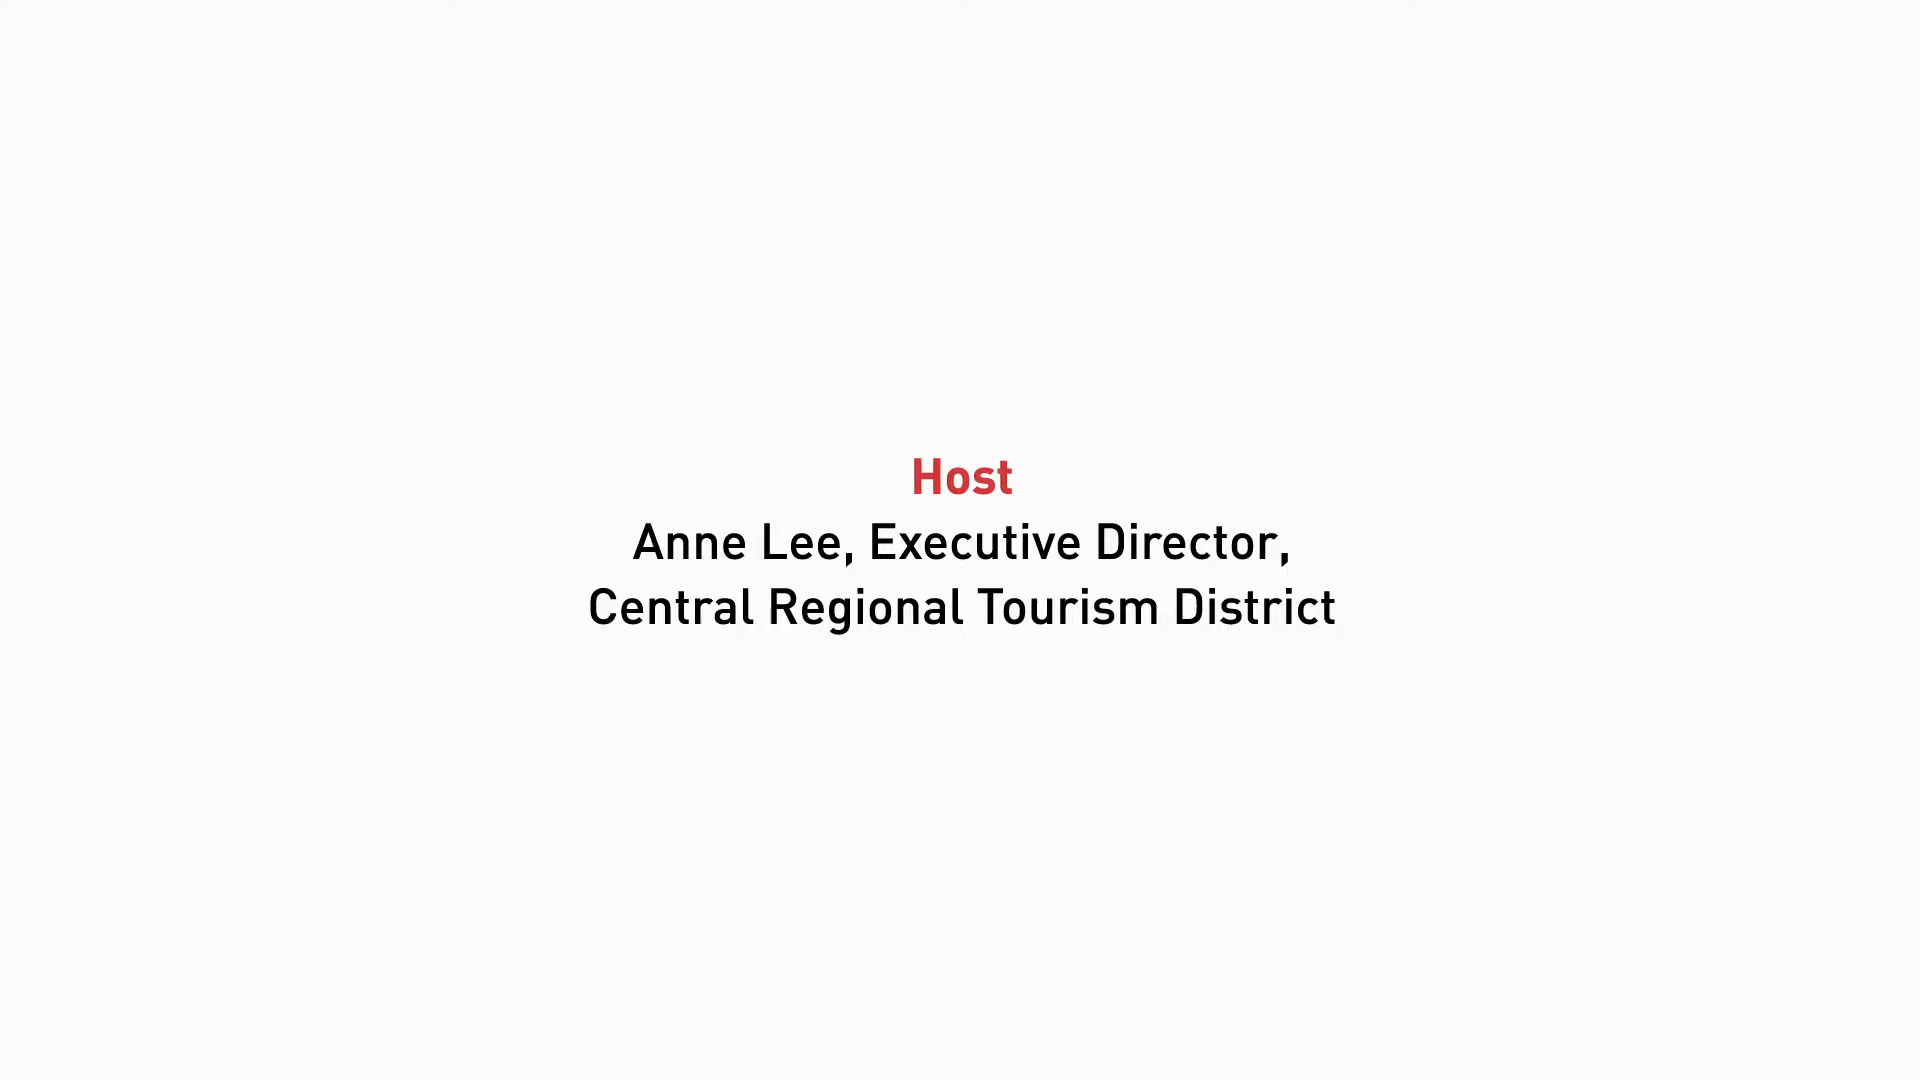 Host
Anne Lee, Executive Director,
Central Regional Tourism District